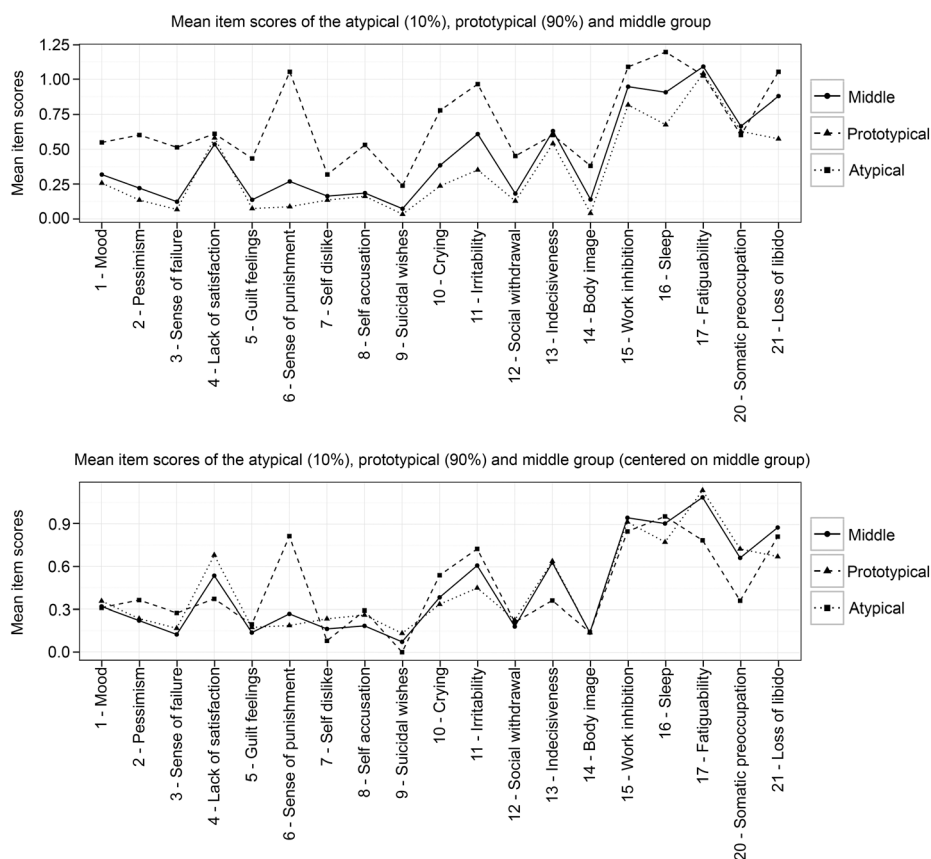 Mean item scores of the atypical (10%), prototypical (90%) and middle group
Mean item scores
1.25
1.00
0.75
0.50
0.25
0.00
1 - Mood
2 - Pessimism
3 - Sense of failure
4 - Lack of satisfaction
5 - Guilt feelings
6 - Sense of punishment
7 - Self dislike
8 - Self accusation
9 - Suicidal wishes
10 - Crying
11 - Irritability
12 - Social withdrawal
13 - Indecisiveness
14 - Body image
15 - Work inhibition
16 - Sleep
17 - Fatiguability
20 - Somatic preoccupation
21 - Loss of libido
Middle
Prototypical
Atypical
Mean item scores of the atypical (10%), prototypical (90%) and middle group (centered on middle group)
Mean item scores
0.9
0.6
0.3
0.0
1 - Mood
2 - Pessimism
3 - Sense of failure
4 - Lack of satisfaction
5 - Guilt feelings
6 - Sense of punishment
7 - Self dislike
8 - Self accusation
9 - Suicidal wishes
10 - Crying
11 - Irritability
12 - Social withdrawal
13 - Indecisiveness
14 - Body image
15 - Work inhibition
16 - Sleep
17 - Fatiguability
20 - Somatic preoccupation
21 - Loss of libido
Middle
Prototypical
Atypical